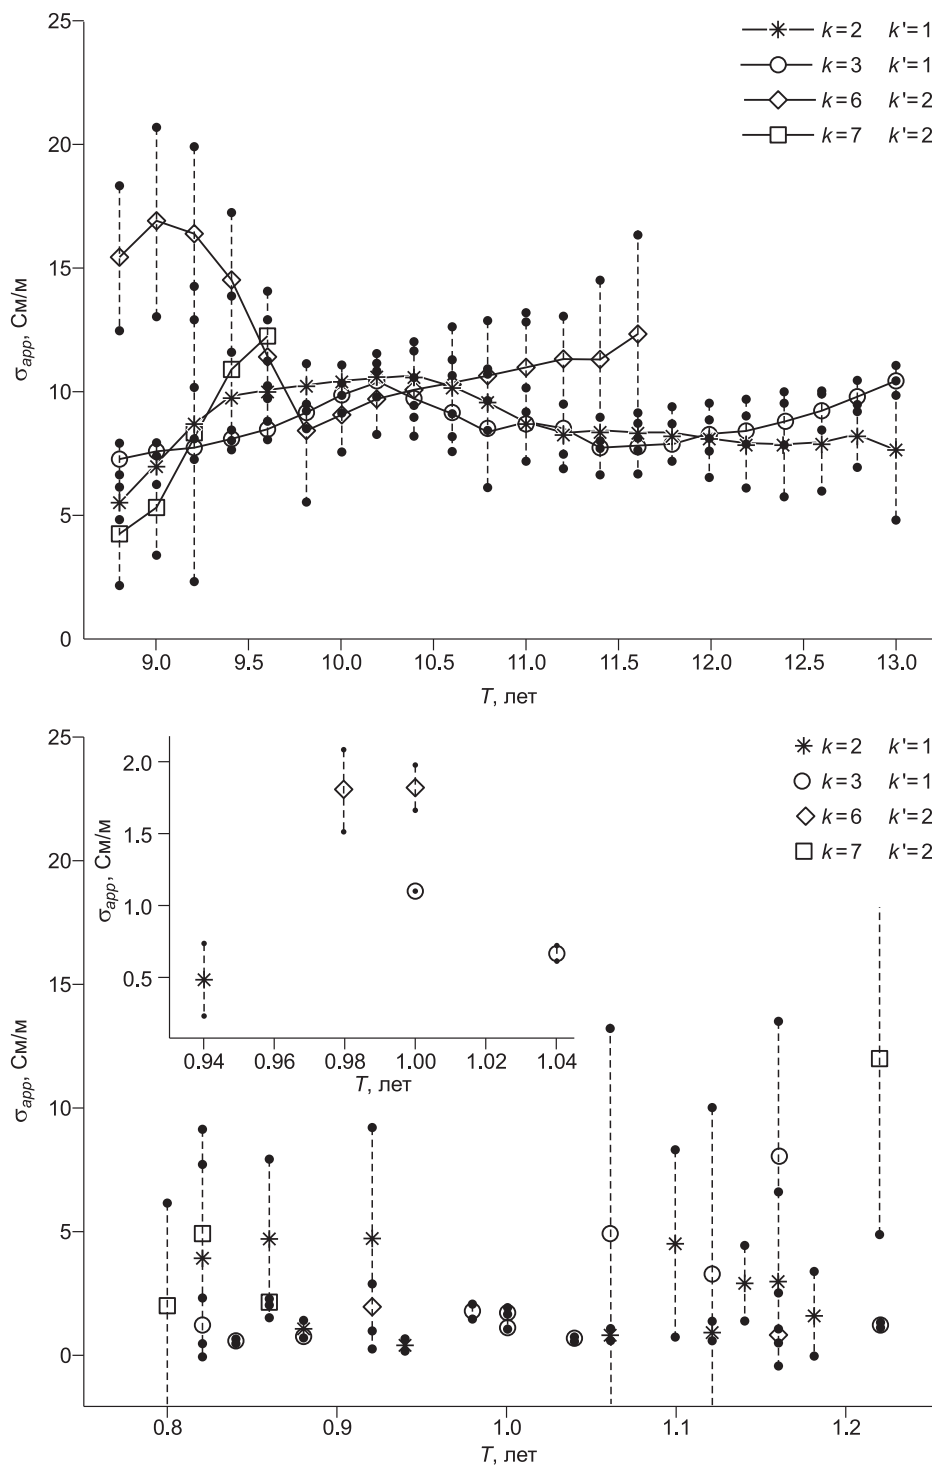 25
20
15
10
5
0
σapp, См/м
k=2 k'=1
k=3 k'=1
k=6 k'=2
k=7 k'=2
9.0 9.5 10.0 10.5 11.0 11.5 12.0 12.5 13.0
T, лет
25
20
15
10
5
0
σapp, См/м
k=2 k'=1
k=3 k'=1
k=6 k'=2
k=7 k'=2
2.0
1.5
1.0
0.5
σapp, См/м
0.94 0.96 0.98 1.00 1.02 1.04
T, лет
0.8 0.9 1.0 1.1 1.2
T, лет